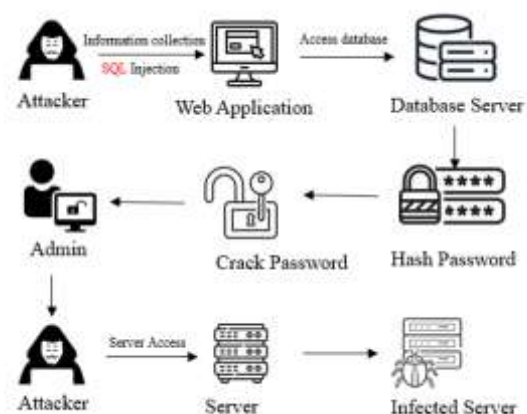 Information collection
Access database
SQL Injection
Attacker
Web Application
Database Server
****
****
Admin
Crack Password
Hash Password
Server Access
Attacker
Server
Infected Server